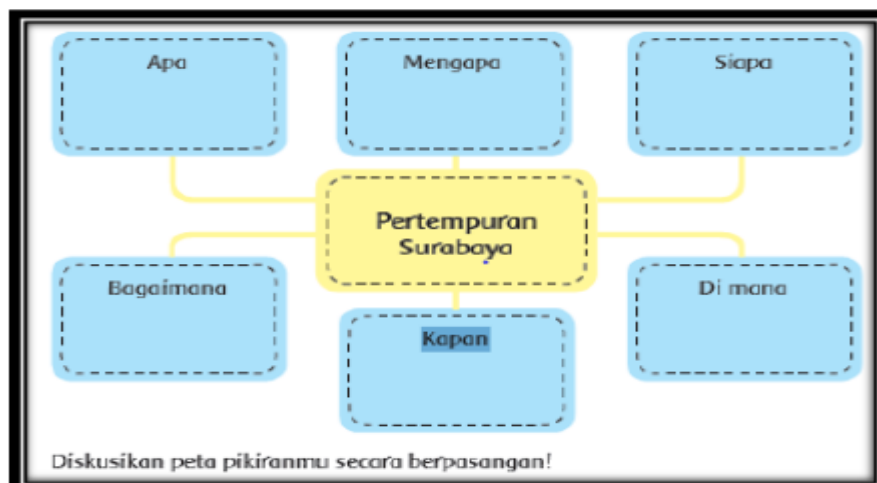 Apa
Mengapa
Siapa
Pertempuran
Surabaya
Bagaimana
Kapan
Di mana
Diskusikan peta pikiranmu secara berpasangan!